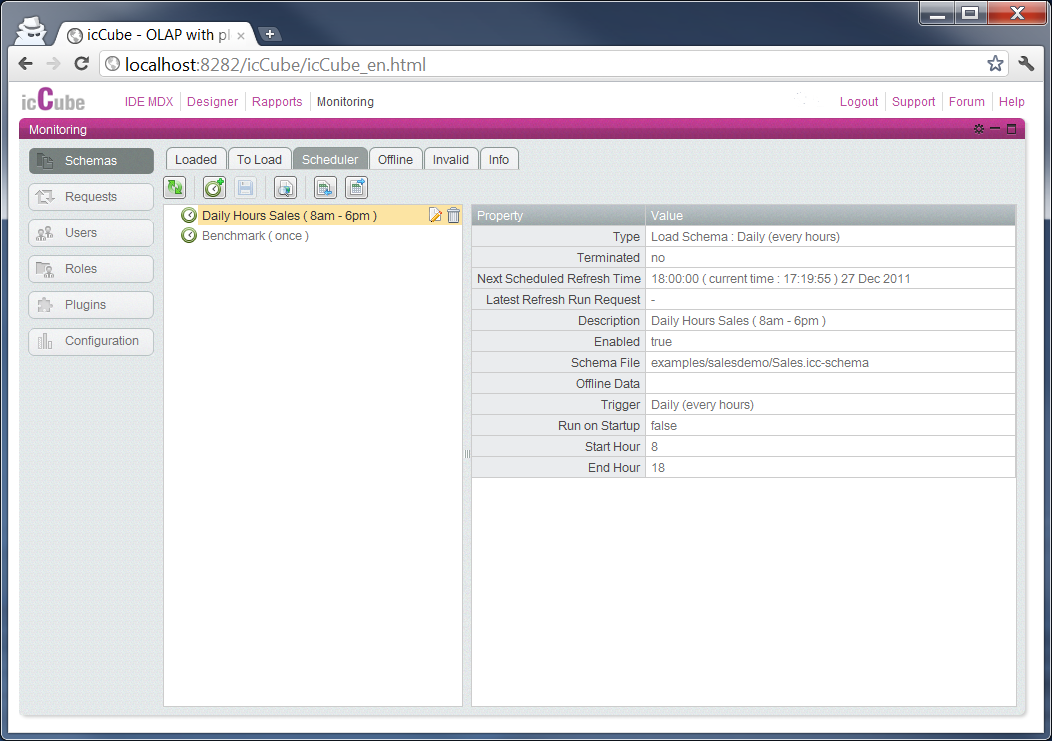 icCube - OLAP with pl
localhost:8282/icCube/icCube_en.html
icCube IDE MDX Designer Rapports Monitoring Logout Support Forum Help
Monitoring
Schemas
Requests
Users
Roles
Plugins
Configuration
Loaded To Load Scheduler Offline Invalid Info
Daily Hours Sales ( 8am - 6pm )
Benchmark ( once )
Property Value
Type Load Schema : Daily (every hours)
Terminated no
Next Scheduled Refresh Time 18:00:00 ( current time : 17:19:55 ) 27 Dec 2011
Latest Refresh Run Request -
Description Daily Hours Sales ( 8am - 6pm )
Enabled true
Schema File examples/salesdemo/Sales.icc-schema
Offline Data
Trigger Daily (every hours)
Run on Startup false
Start Hour 8
End Hour 18